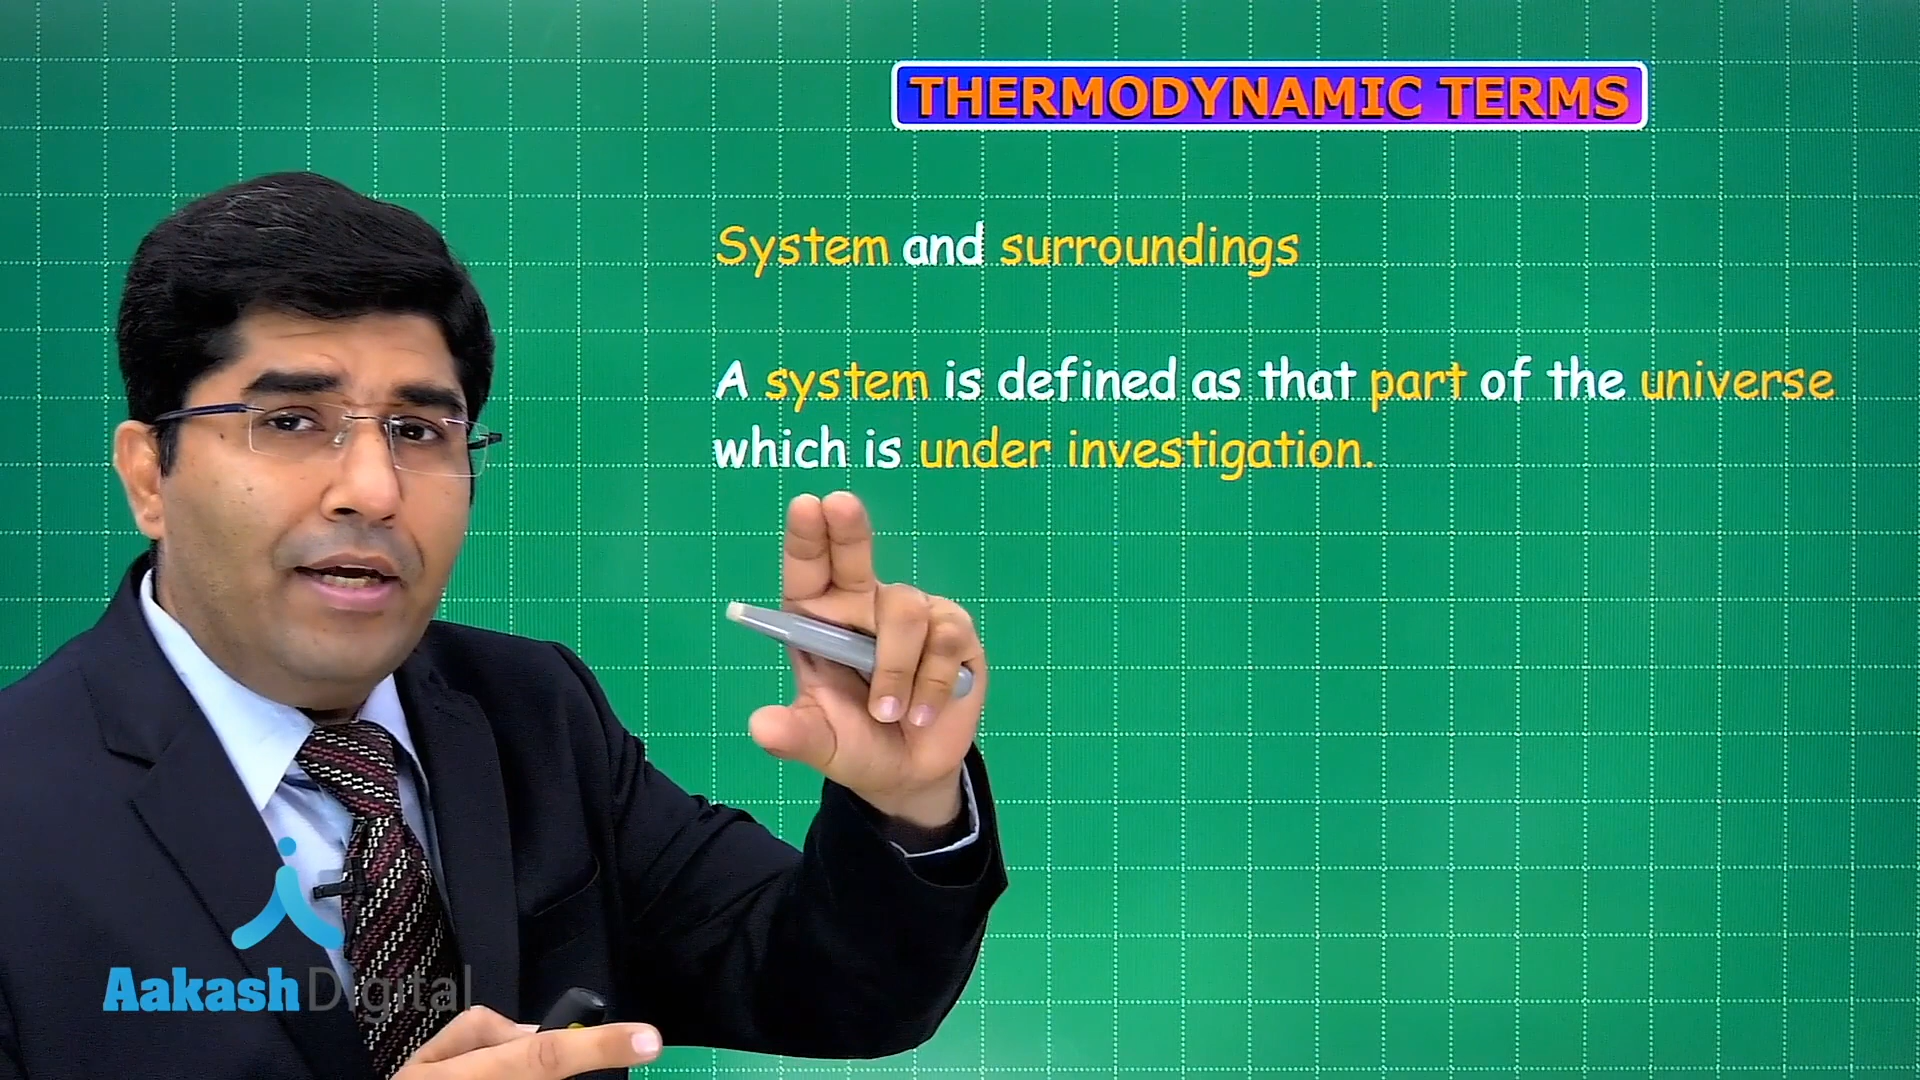 THERMODYNAMIC TERMS
System and surroundings
A system is defined as that part of the universe
which is under investigation.
Aakash Digital